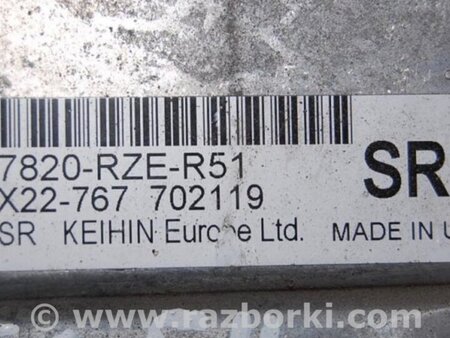 7820-RZE-R51
X22-767 702119
SR
SR KEIHIN Europe Ltd. MADE IN U
© www.razborki.com